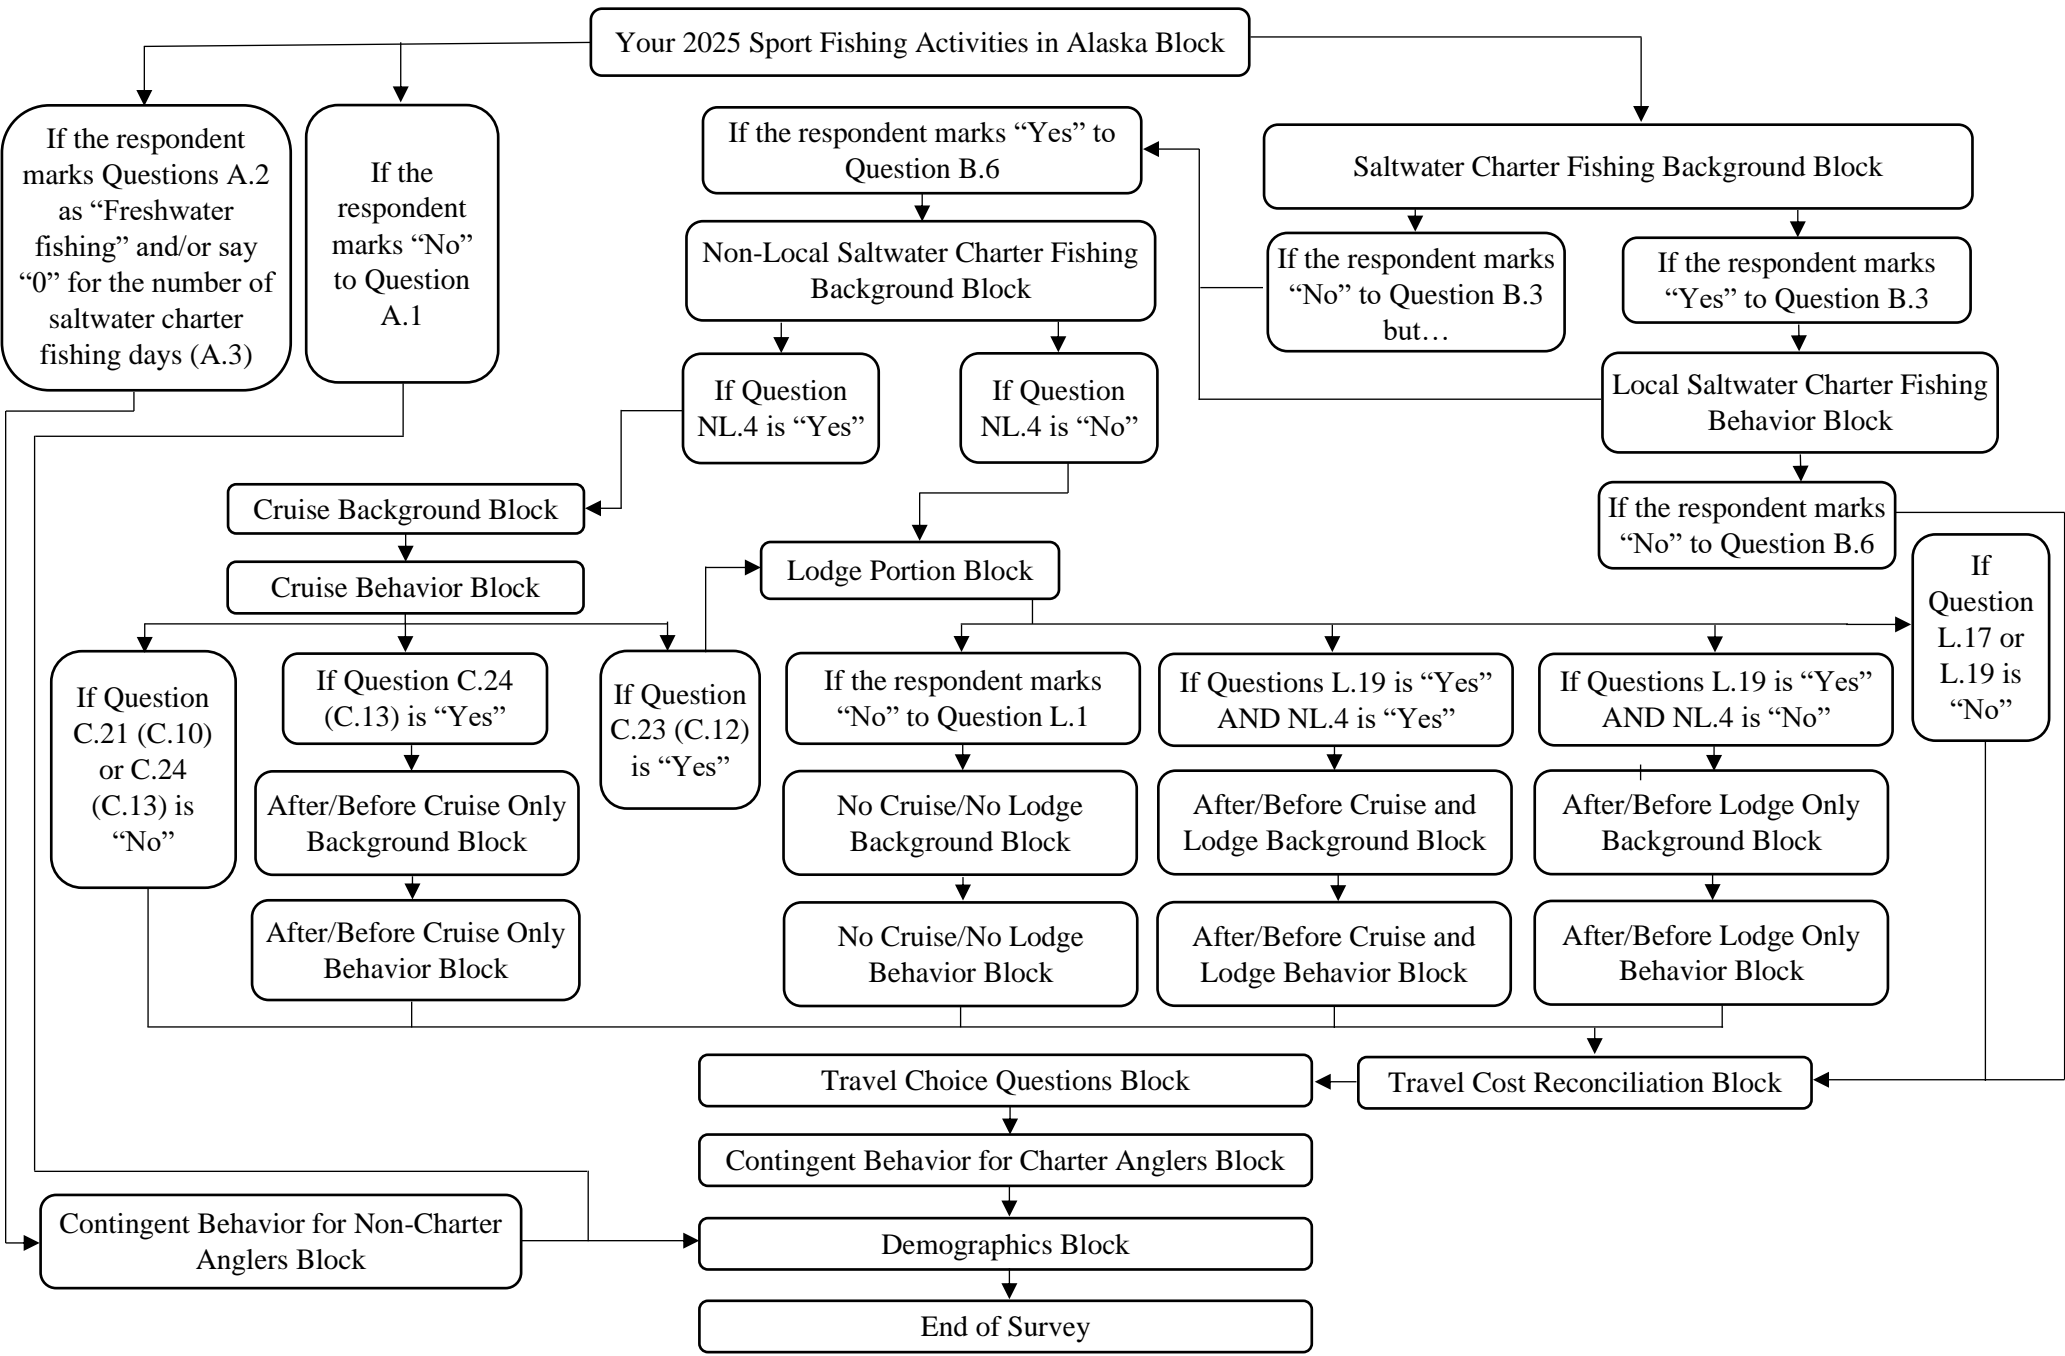 Your 2025 Sport Fishing Activities in Alaska Block
If the respondent
marks Questions A.2
as “Freshwater
fishing” and/or say
“0” for the number of
saltwater charter
fishing days (A.3)
If the
respondent
marks “No”
to Question
A.1
If the respondent marks “Yes” to
Question B.6
Saltwater Charter Fishing Background Block
Non-Local Saltwater Charter Fishing
Background Block
If the respondent marks
“No” to Question B.3
but…
If the respondent marks
“Yes” to Question B.3
If Question
NL.4 is “Yes”
If Question
NL.4 is “No”
Local Saltwater Charter Fishing
Behavior Block
Cruise Background Block
If the respondent marks
“No” to Question B.6
Cruise Behavior Block
Lodge Portion Block
If
Question
L.17 or
L.19 is
“No”
If Question
C.21 (C.10)
or C.24
(C.13) is
“No”
If Question C.24
(C.13) is “Yes”
If Question
C.23 (C.12)
is “Yes”
If the respondent marks
“No” to Question L.1
If Questions L.19 is “Yes”
AND NL.4 is “Yes”
If Questions L.19 is “Yes”
AND NL.4 is “No”
After/Before Cruise Only
Background Block
No Cruise/No Lodge
Background Block
After/Before Cruise and
Lodge Background Block
After/Before Lodge Only
Background Block
After/Before Cruise Only
Behavior Block
No Cruise/No Lodge
Behavior Block
After/Before Cruise and
Lodge Behavior Block
After/Before Lodge Only
Behavior Block
Travel Choice Questions Block
Travel Cost Reconciliation Block
Contingent Behavior for Charter Anglers Block
Contingent Behavior for Non-Charter
Anglers Block
Demographics Block
End of Survey